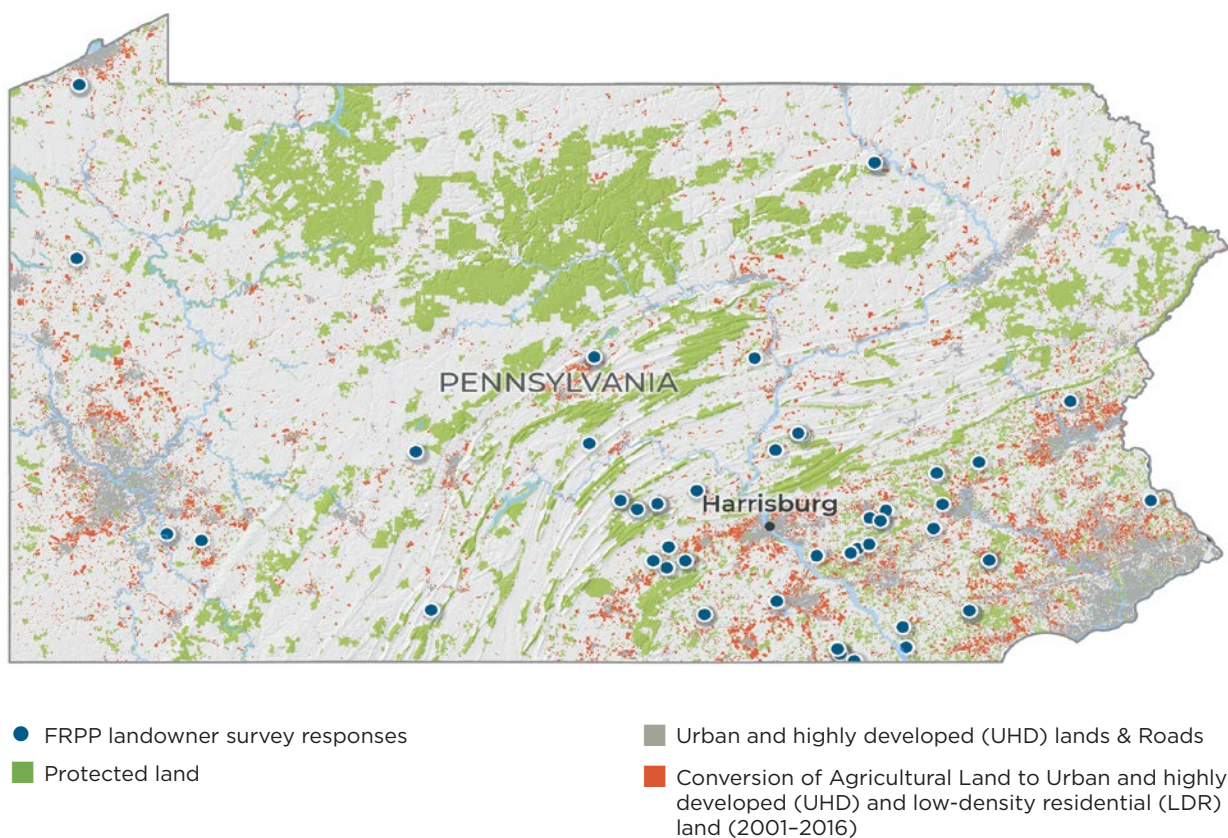 PENNSYLVANIA
Harrisburg
FRPP landowner survey responses
Protected land
Urban and highly developed (UHD) lands & Roads
Conversion of Agricultural Land to Urban and highly
developed (UHD) and low-density residential (LDR)
land (2001–2016)